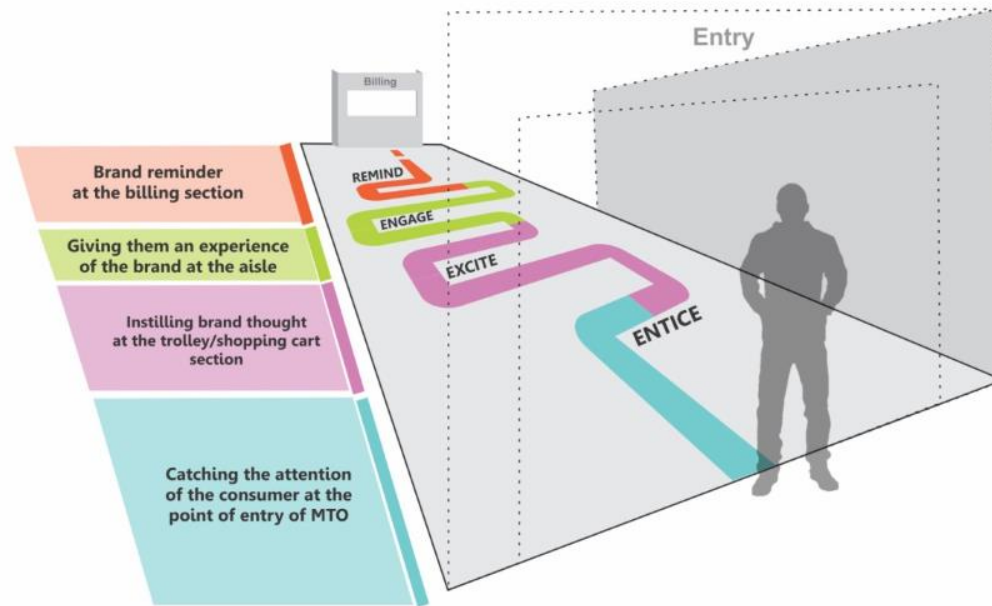 Entry
Billing
Brand reminder
at the billing section
REMIND
Giving them an experience
of the brand at the aisle
ENGAGE
Instilling brand thought
at the trolley/shopping cart
section
EXCITE
Catching the attention
of the consumer at the
point of entry of MTO
ENTICE